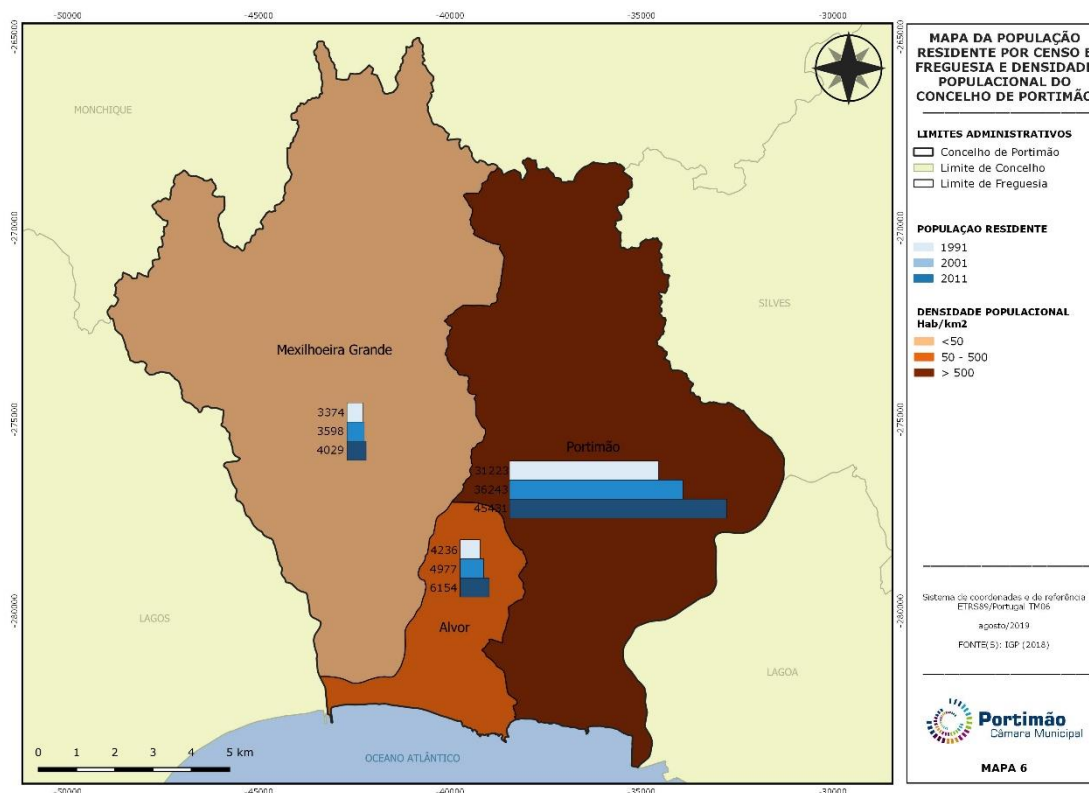 -50000
-45000
-40000
-35000
-30000
-265000
-265000
MONCHIQUE
-270000
-270000
SILVES
Mexilhoeira Grande
3374
3598
4029
-275000
-275000
Portimão
31223
36243
45431
4236
4977
6154
Alvor
LAGOS
-280000
-280000
LAGOA
0 1 2 3 4 5 km
OCEANO ATLÂNTICO
-50000
-45000
-40000
-35000
-30000
MAPA DA POPULAÇÃO
RESIDENTE POR CENSO E
FREGUESIA E DENSIDADE
POPULACIONAL DO
CONCELHO DE PORTIMÃO
LIMITES ADMINISTRATIVOS
Concelho de Portimão
Limite de Concelho
Limite de Freguesia
POPULAÇAO RESIDENTE
1991
2001
2011
DENSIDADE POPULACIONAL
Hab/km2
<50
50 - 500
> 500
Sistema de coordenadas e de referência
ETRS89/Portugal TM06
agosto/2019
FONTE(S): IGP (2018)
Portimão
Câmara Municipal
MAPA 6